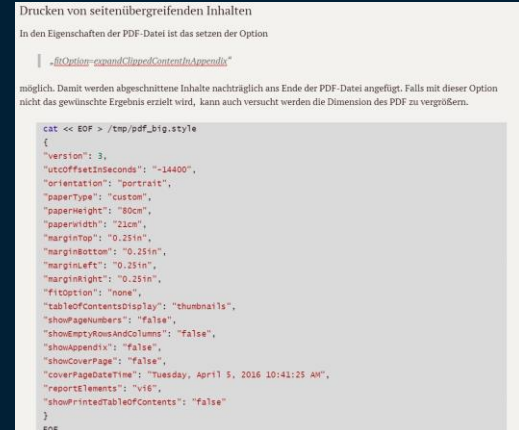 Drucken von seitenübergreifenden Inhalten
In den Eigenschaften der PDF-Datei ist das setzen der Option
„fitOption=expandClippedContentInAppendix"
möglich. Damit werden abgeschnittene Inhalte nachträglich ans Ende der PDF-Datei angefügt. Falls mit dieser Option
nicht das gewünschte Ergebnis erzielt wird, kann auch versucht werden die Dimension des PDF zu vergrößern.
cat << EOF > /tmp/pdf_big.style
{
"version": 3,
"utcOffsetInSeconds": "-14400",
"orientation": "portrait",
"paperType": "custom",
"paperHeight": "80cm",
"paperWidth": "21cm",
"marginTop": "0.25in",
"marginBottom": "0.25in",
"marginLeft": "0.25in",
"marginRight": "0.25in",
"fitOption": "none",
"tableOfContentsDisplay": "thumbnails",
"showPageNumbers": "false",
"showEmptyRowsAndColumns": "false",
"showAppendix": "false",
"showCoverPage": "false",
"coverPageDateTime": "Tuesday, April 5, 2016 10:41:25 AM",
"reportElements": "vi6",
"showPrintedTableOfContents": "false"
}
EOF